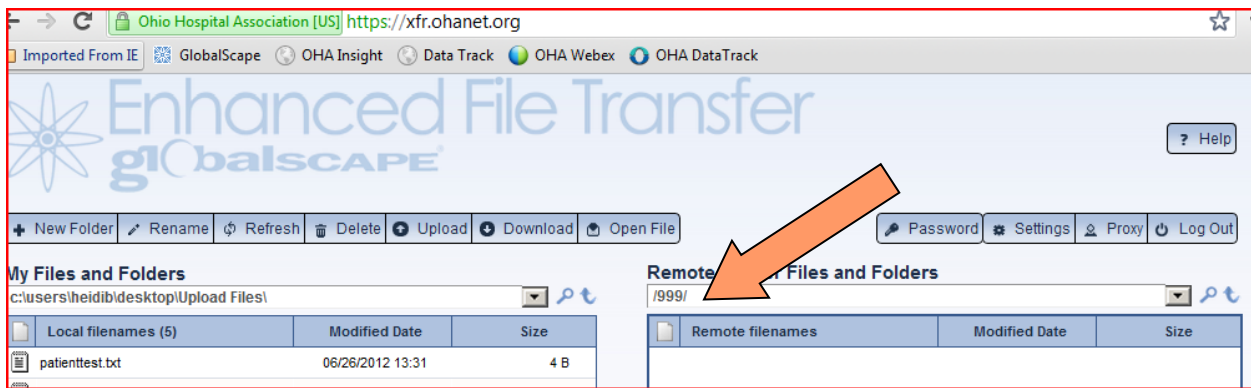 Ohio Hospital Association [US] https://xfr.ohanet.org
Imported From IE GlobalScape OHA Insight Data Track OHA Webex OHA DataTrack
Enhanced File Transfer
globalSCAPE
? Help
New Folder Rename Refresh Delete Upload Download Open File Password Settings Proxy Log Out
My Files and Folders
c:\users\heidib\desktop\Upload Files\
Local filenames (5) Modified Date Size
patienttest.txt 06/26/2012 13:31 4 B
Files and Folders
/999/
Remote filenames Modified Date Size